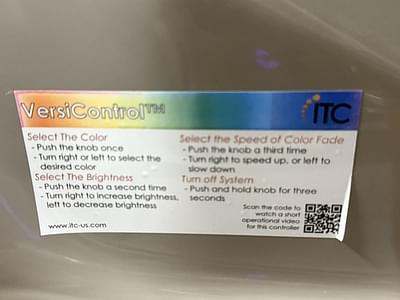 VersiControl™
ITC
Select The Color
- Push the knob once
- Turn right or left to select the
desired color
Select The Brightness
- Push the knob a second time
- Turn right to increase brightness,
left to decrease brightness
www.itc-us.com
Select the Speed of Color Fade
- Push the knob a third time
- Turn right to speed up, or left to
slow down
Turn off System
- Push and hold knob for three
seconds
Scan the code to
watch a short
operational video
for this controller